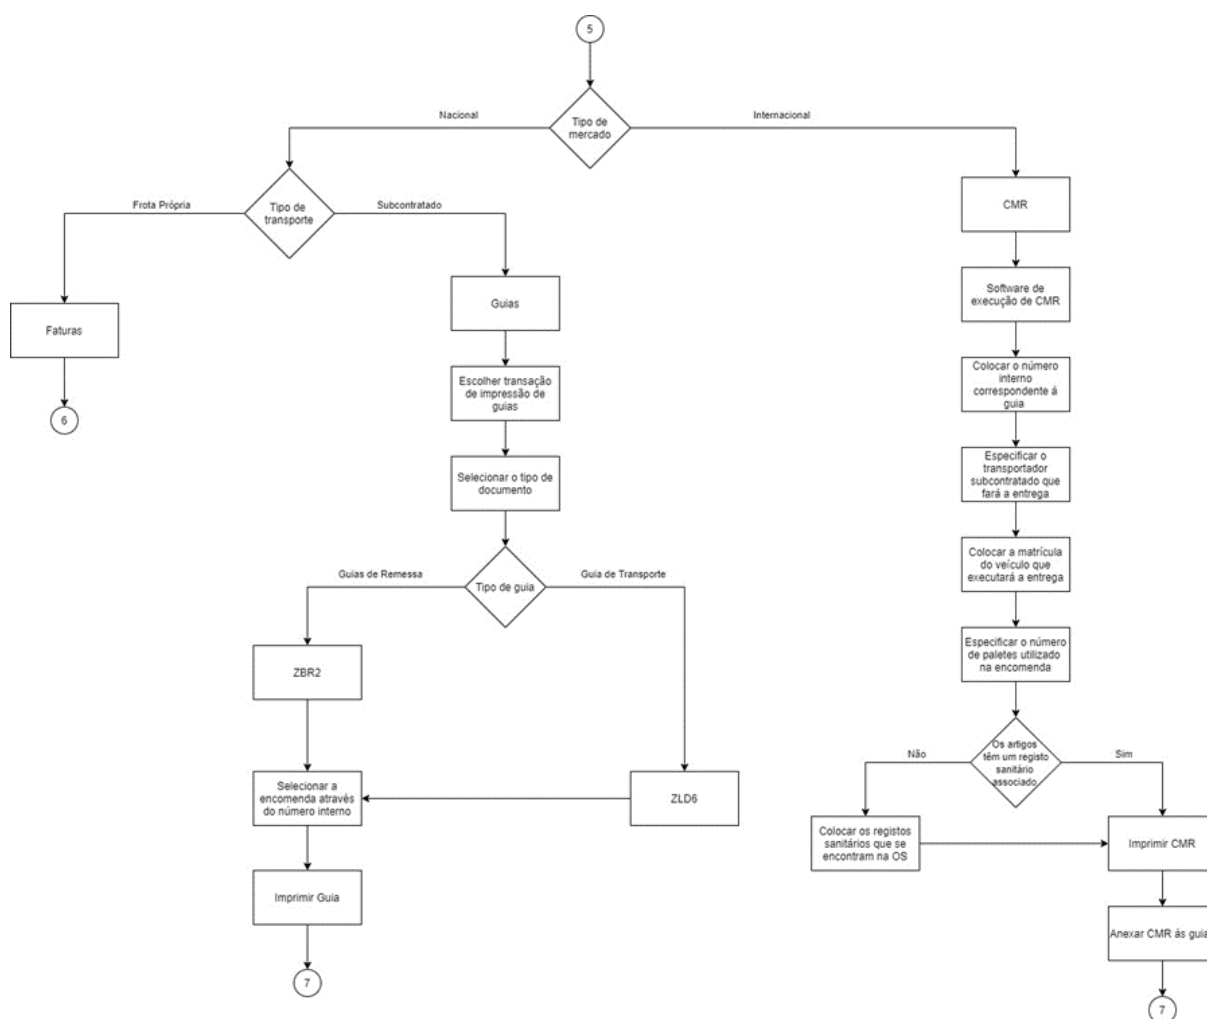 5
Tipo de
mercado
Nacional
Internacional
Tipo de
transporte
Frota Própria
Subcontratado
CMR
Guias
Software de
execução de CMR
Faturas
6
Escolher transação
de impressão de
guias
Colocar o número
interno
correspondente á
guia
Selecionar o tipo de
documento
Especificar o
transportador
subcontratado que
fará a entrega
Tipo de guia
Guias de Remessa
Guia de Transporte
Colocar a matrícula
do veículo que
executará a entrega
ZBR2
Especificar o número
de paletes utilizado
na encomenda
Os artigos
têm um registo
sanitário
associado
Não
Sim
Selecionar a
encomenda através
do número interno
ZLD6
Colocar os registos
sanitários que se
encontram na OS
Imprimir CMR
Imprimir Guia
Anexar CMR ás guia
7
7